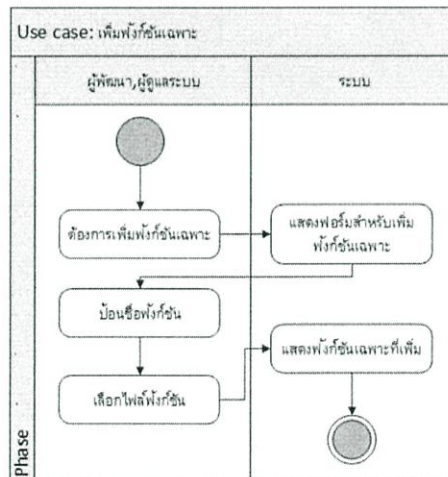 Use case: เพิ่มฟังก์ชันเฉพาะ
ผู้พัฒนา,ผู้ดูแลระบบ
ระบบ
ต้องการเพิ่มฟังก์ชันเฉพาะ
แสดงฟอร์มสำหรับเพิ่ม
ฟังก์ชันเฉพาะ
ป้อนชื่อฟังก์ชัน
แสดงฟังก์ชันเฉพาะที่เพิ่ม
เลือกไฟล์ฟังก์ชัน
Phase